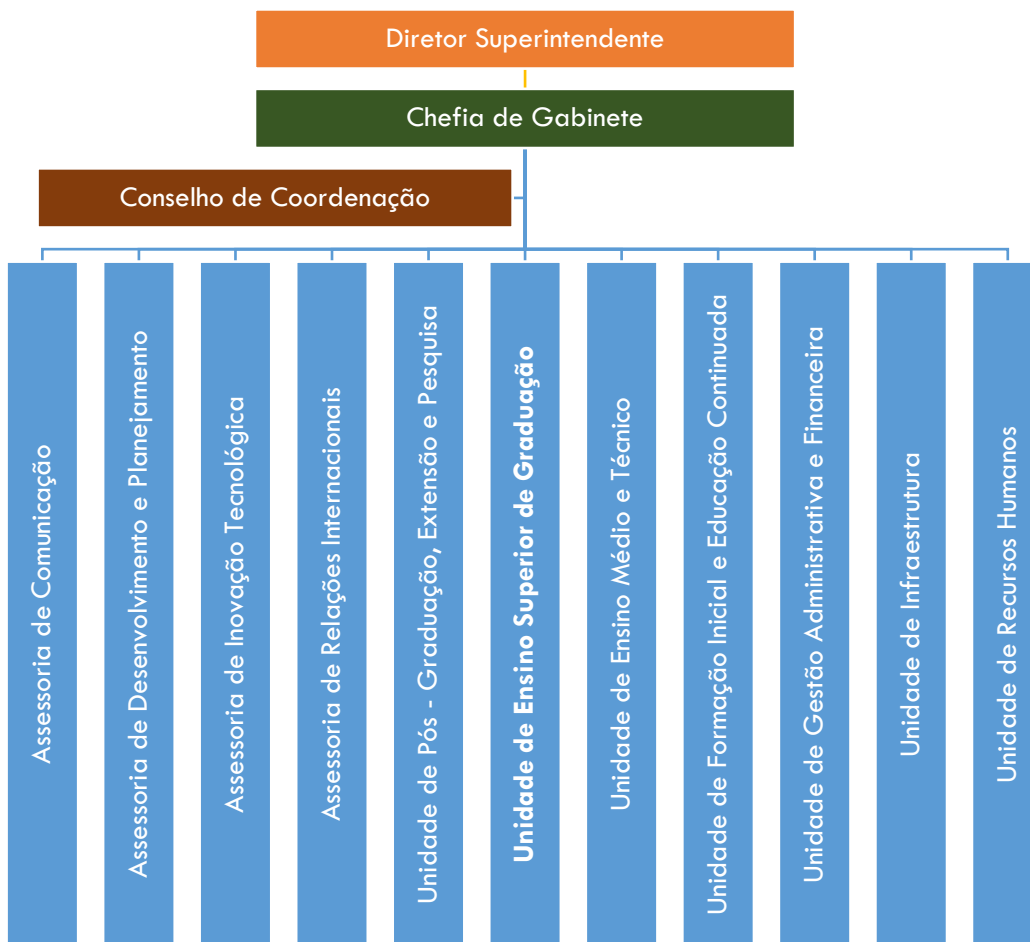 Diretor Superintendente
Chefia de Gabinete
Conselho de Coordenação
Assessoria de Comunicação
Assessoria de Desenvolvimento e Planejamento
Assessoria de Inovação Tecnológica
Assessoria de Relações Internacionais
Unidade de Pós - Graduação, Extensão e Pesquisa
Unidade de Ensino Superior de Graduação
Unidade de Ensino Médio e Técnico
Unidade de Formação Inicial e Educação Continuada
Unidade de Gestão Administrativa e Financeira
Unidade de Infraestrutura
Unidade de Recursos Humanos